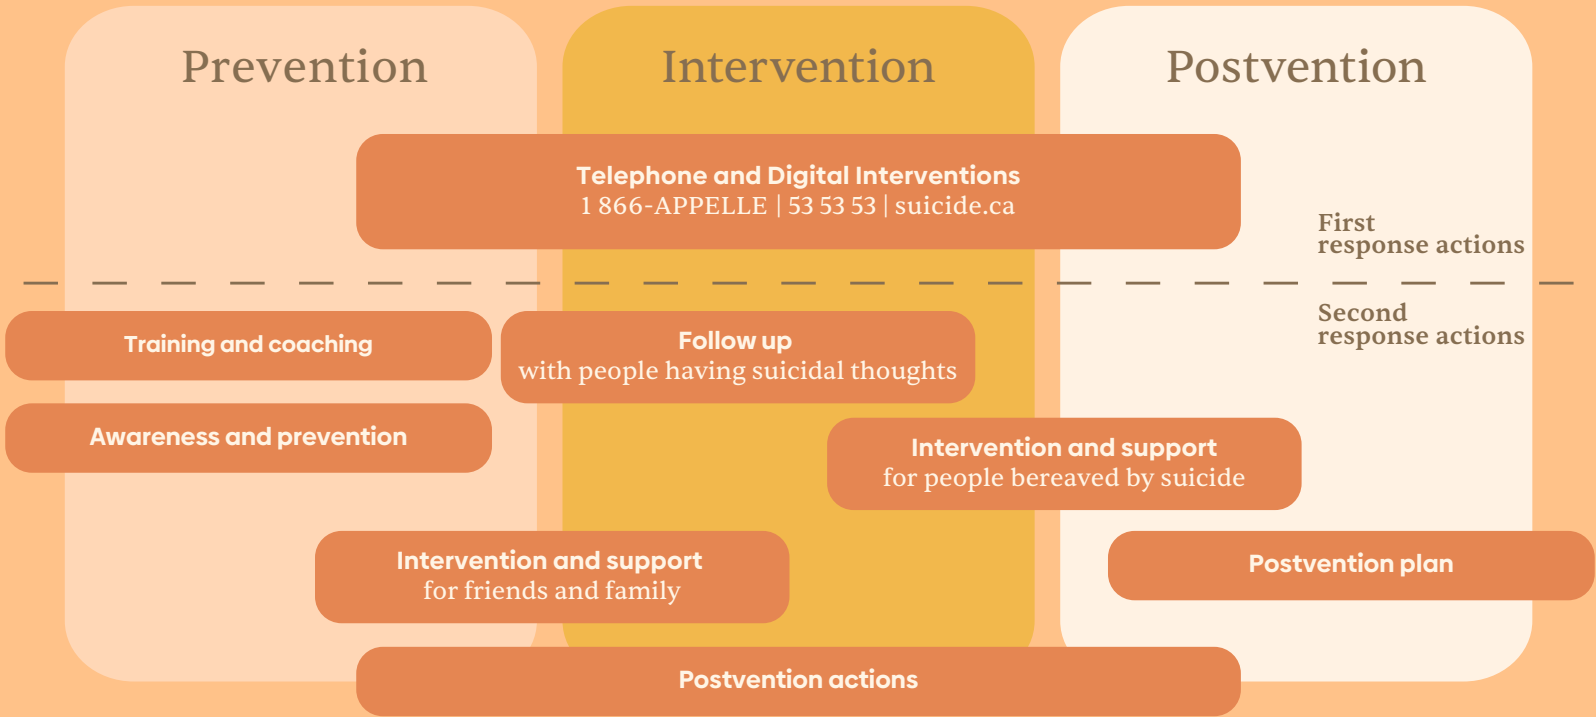 Prevention
Intervention
Postvention
Telephone and Digital Interventions
1 866-APPELLE | 53 53 53 | suicide.ca
First
response actions
Second
response actions
Training and coaching
Follow up
with people having suicidal thoughts
Awareness and prevention
Intervention and support
for people bereaved by suicide
Intervention and support
for friends and family
Postvention plan
Postvention actions